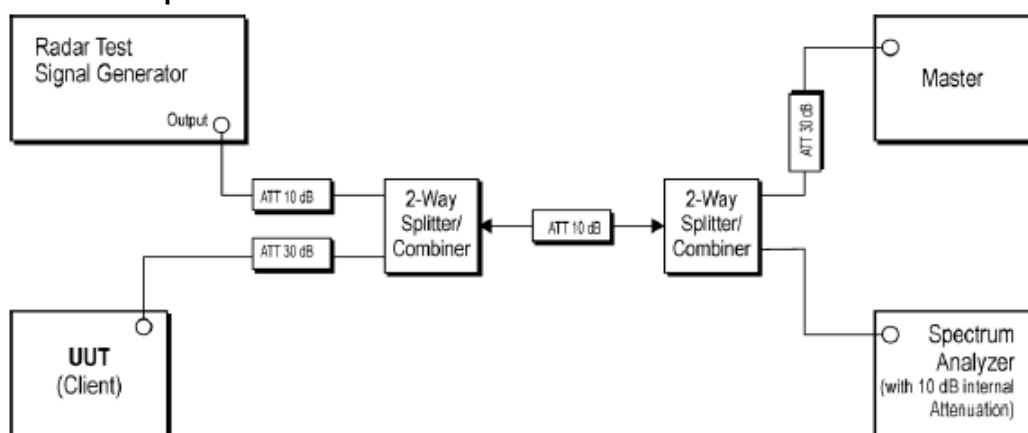 Radar Test
Signal Generator
Output
ATT 10 dB
ATT 30 dB
UUT
(Client)
2-Way
Splitter/
Combiner
ATT 10 dB
2-Way
Splitter/
Combiner
ATT 30 dB
Master
Spectrum
Analyzer
(with 10 dB internal
Attenuation)